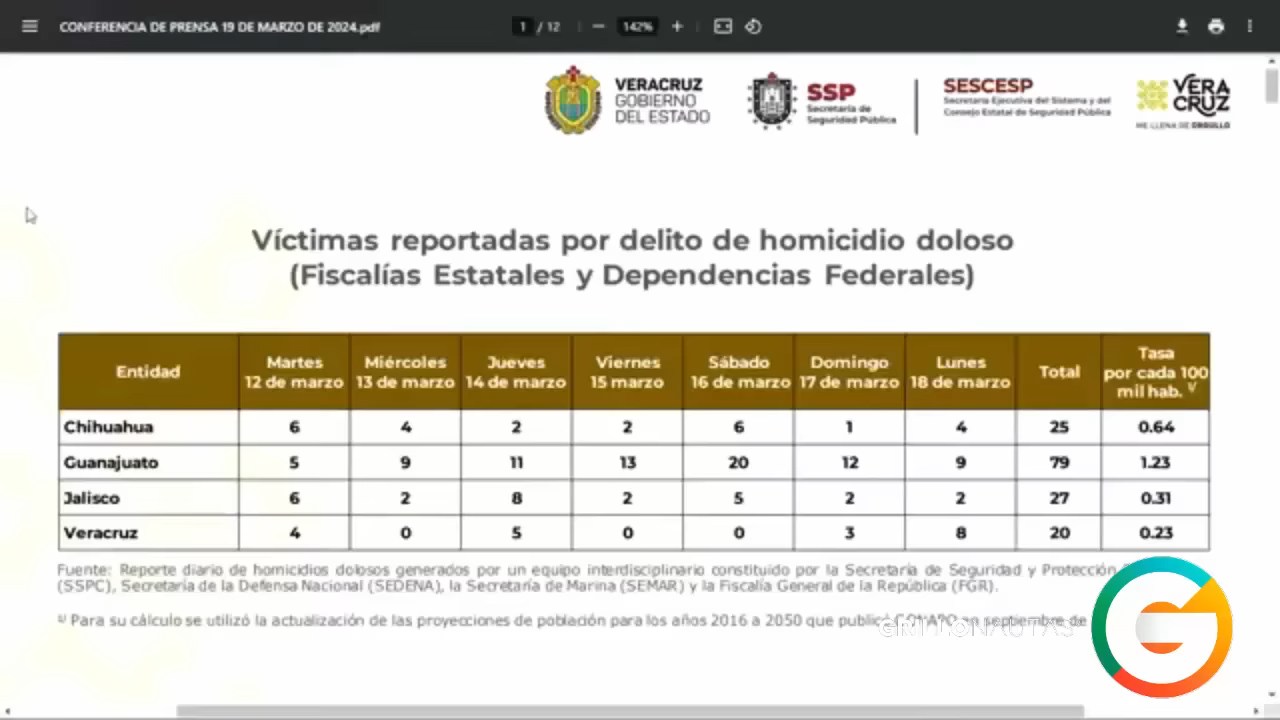 CONFERENCIA DE PRENSA 19 DE MARZO DE 2024.pdf
1 / 12
142%
VERACRUZ
GOBIERNO
DEL ESTADO
SSP
Secretaría de
Seguridad Pública
SESCESP
Secretaría Ejecutiva del Sistema y del
Consejo Estatal de Seguridad Pública
VERA
CRUZ
ME LLENA DE ORGULLO
Víctimas reportadas por delito de homicidio doloso
(Fiscalías Estatales y Dependencias Federales)
Entidad Martes 12 de marzo Miércoles 13 de marzo Jueves 14 de marzo Viernes 15 marzo Sábado 16 de marzo Domingo 17 de marzo Lunes 18 de marzo Total Tasa por cada 100 mil hab. 1/
Chihuahua 6 4 2 2 6 1 4 25 0.64
Guanajuato 5 9 11 13 20 12 9 79 1.23
Jalisco 6 2 8 2 5 2 2 27 0.31
Veracruz 4 0 5 0 0 3 8 20 0.23
Fuente: Reporte diario de homicidios dolosos generados por un equipo interdisciplinario constituido por la Secretaría de Seguridad y Protección
(SSPC), Secretaría de la Defensa Nacional (SEDENA), la Secretaría de Marina (SEMAR) y la Fiscalía General de la República (FGR).
1/ Para su cálculo se utilizó la actualización de las proyecciones de población para los años 2016 a 2050 que publicó CONAPO en septiembre de
GRILLONAUTAS
G